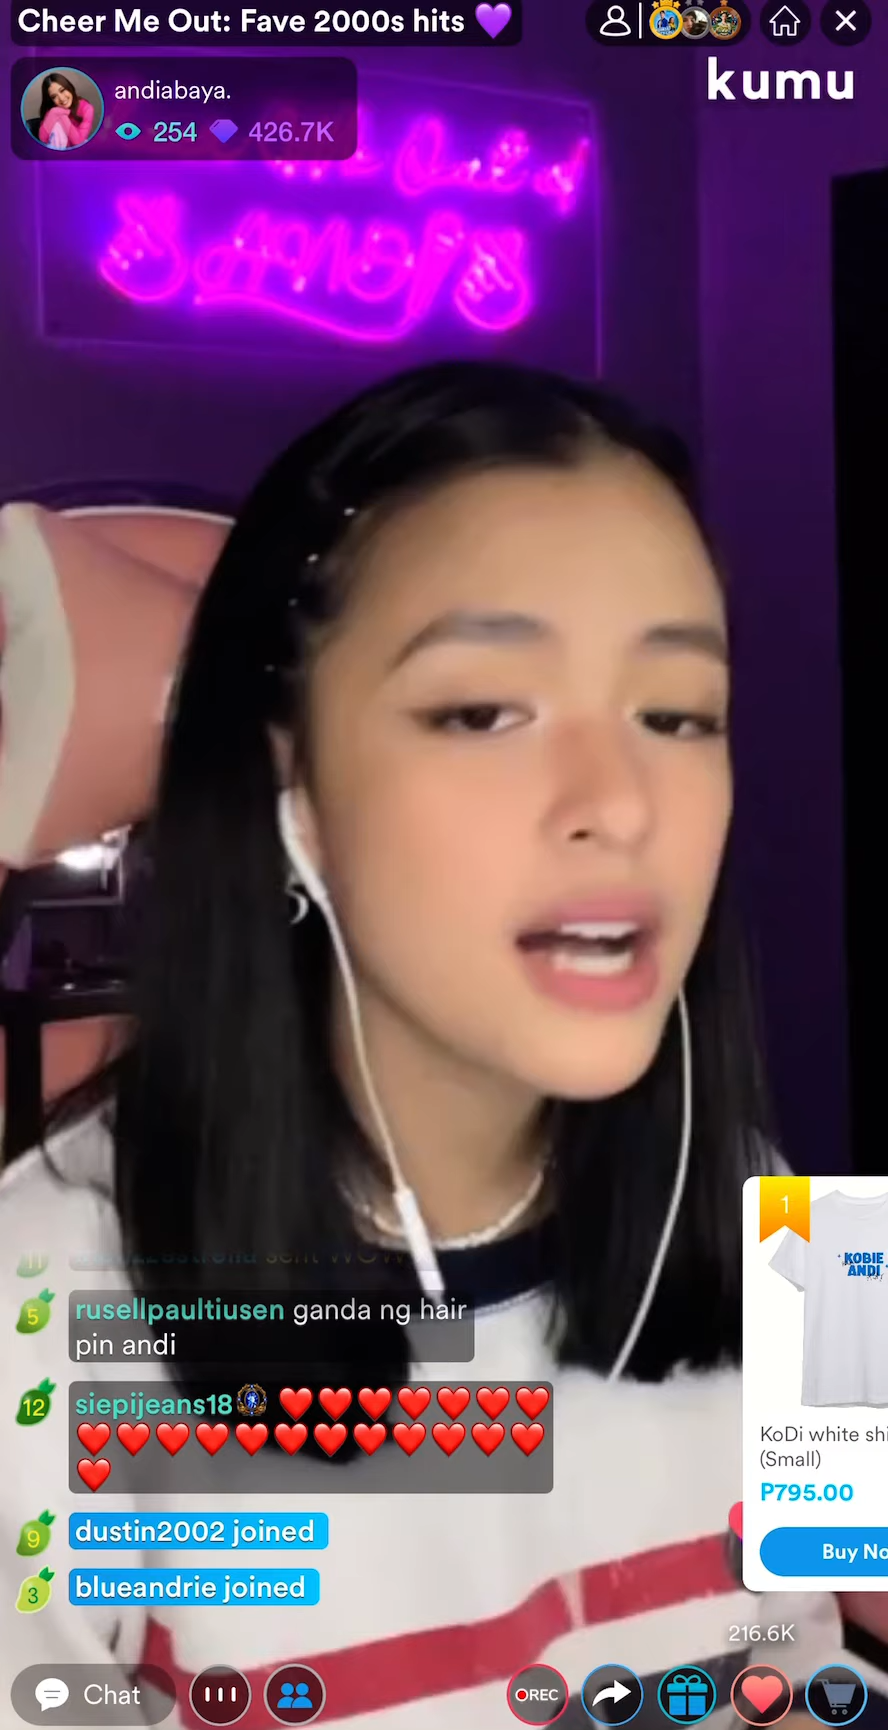 Cheer Me Out: Fave 2000s hits 💜
andiabaya.
254 426.7K
kumu
sent WOW
5 rusellpaultiusen ganda ng hair
pin andi
12 siepijeans18 ❤️❤️❤️❤️❤️❤️❤️
❤️❤️❤️❤️❤️❤️❤️❤️❤️❤️❤️❤️
❤️
9 dustin2002 joined
3 blueandrie joined
1
KOBIE
ANDI
KoDi white shi
(Small)
P795.00
Buy No
216.6K
Chat
REC